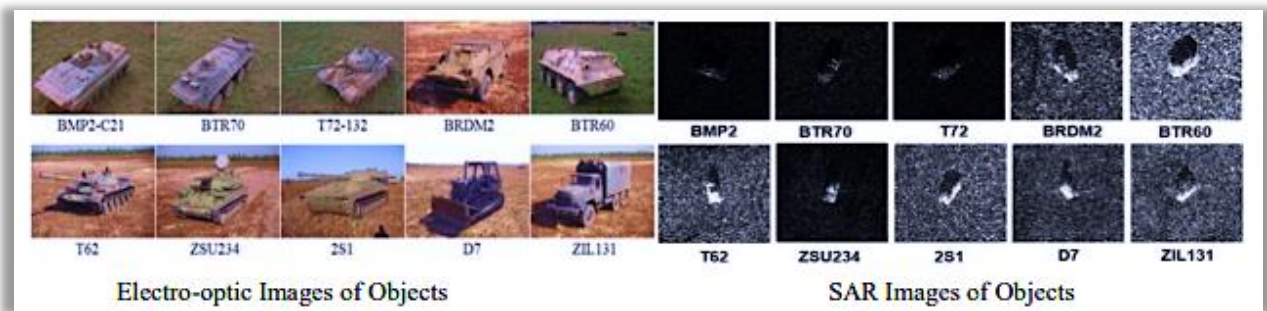 BMP2-C21 BTR70 T72-132 BRDM2 BTR60
BMP2 BTR70 T72 BRDM2 BTR60
T62 ZSU234 2S1 D7 ZIL131
T62 ZSU234 2S1 D7 ZIL131
Electro-optic Images of Objects
SAR Images of Objects